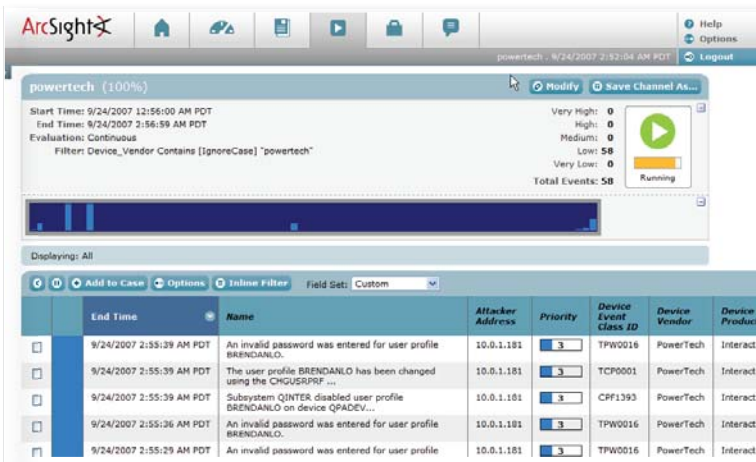 ArcSight
Help
Options
powertech . 9/24/2007 2:52:04 AM PDT
Logout
powertech (100%)
Modify
Save Channel As...
Start Time: 9/24/2007 12:56:00 AM PDT
End Time: 9/24/2007 2:56:59 AM PDT
Evaluation: Continuous
Filter: Device_Vendor Contains [IgnoreCase] "powertech"
Very High: 0
High: 0
Medium: 0
Low: 58
Very Low: 0
Total Events: 58
Running
Displaying: All
Add to Case
Options
Inline Filter
Field Set: Custom
End Time Name Attacker Address Priority Device Event Class ID Device Vendor Device Product
9/24/2007 2:55:39 AM PDT An invalid password was entered for user profile BRENDANLO. 10.0.1.181 3 TPW0016 PowerTech Interact
9/24/2007 2:55:39 AM PDT The user profile BRENDANLO has been changed using the CHGUSRPRF ... 10.0.1.181 3 TCP0001 PowerTech Interact
9/24/2007 2:55:39 AM PDT Subsystem QINTER disabled user profile BRENDANLO on device QPADEV... 10.0.1.181 3 CPF1393 PowerTech Interact
9/24/2007 2:55:36 AM PDT An invalid password was entered for user profile BRENDANLO. 10.0.1.181 3 TPW0016 PowerTech Interact
9/24/2007 2:55:29 AM PDT An invalid password was entered for user profile 10.0.1.181 3 TPW0016 PowerTech Interact